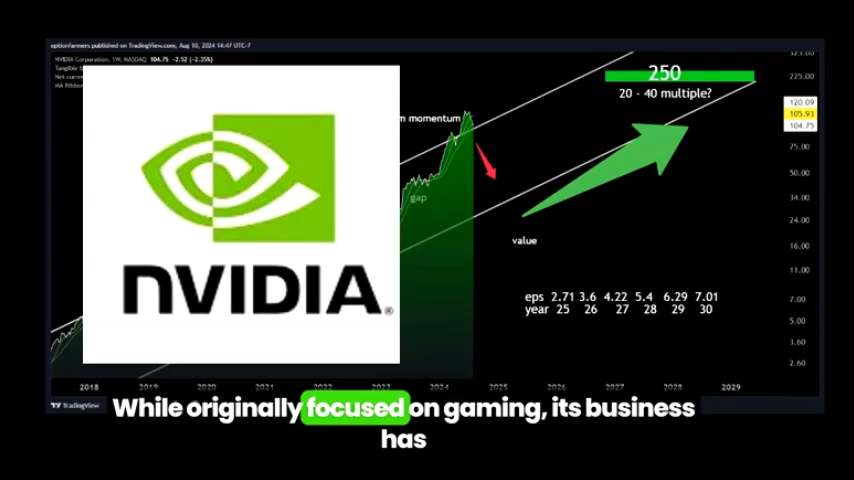 optionfarmers published on TradingView.com, Aug 10, 2024 14:47 UTC-7
NVIDIA Corporation, 1W, NASDAQ 104.75 -2.52 (-2.35%)
Tangible
Net curren
MA Ribbon
m momentum
250
20 - 40 multiple?
323.00
225.00
120.09
105.93
104.75
75.00
50.00
34.00
24.00
16.00
11.00
7.00
5.00
3.60
2.60
gap
value
nVIDIA®
eps 2.71 3.6 4.22 5.4 6.29 7.01
year 25 26 27 28 29 30
2018 2019 2020 2021 2022 2023 2024 2025 2026 2027 2028 2029
TradingView
While originally focused on gaming, its business
has